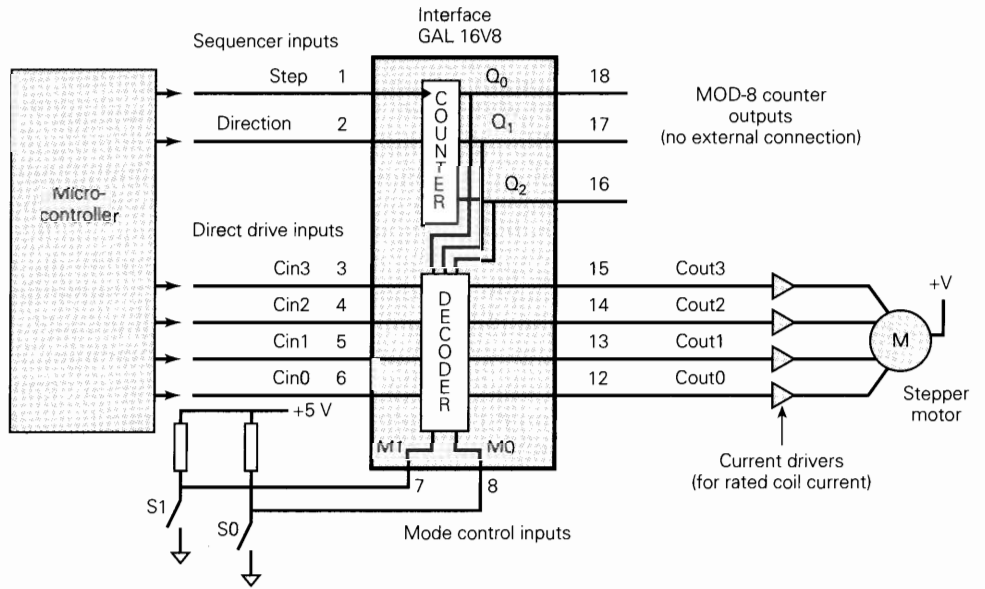 Interface
GAL 16V8
Sequencer inputs
Step 1
Direction 2
COUNTER
Q0
18
Q1
17
Q2
16
MOD-8 counter
outputs
(no external connection)
Micro-
controller
Direct drive inputs
Cin3 3
Cin2 4
Cin1 5
Cin0 6
DECODER
15 Cout3
14 Cout2
13 Cout1
12 Cout0
+V
M
Stepper
motor
+5 V
M1
M0
7
8
S1
S0
Mode control inputs
Current drivers
(for rated coil current)